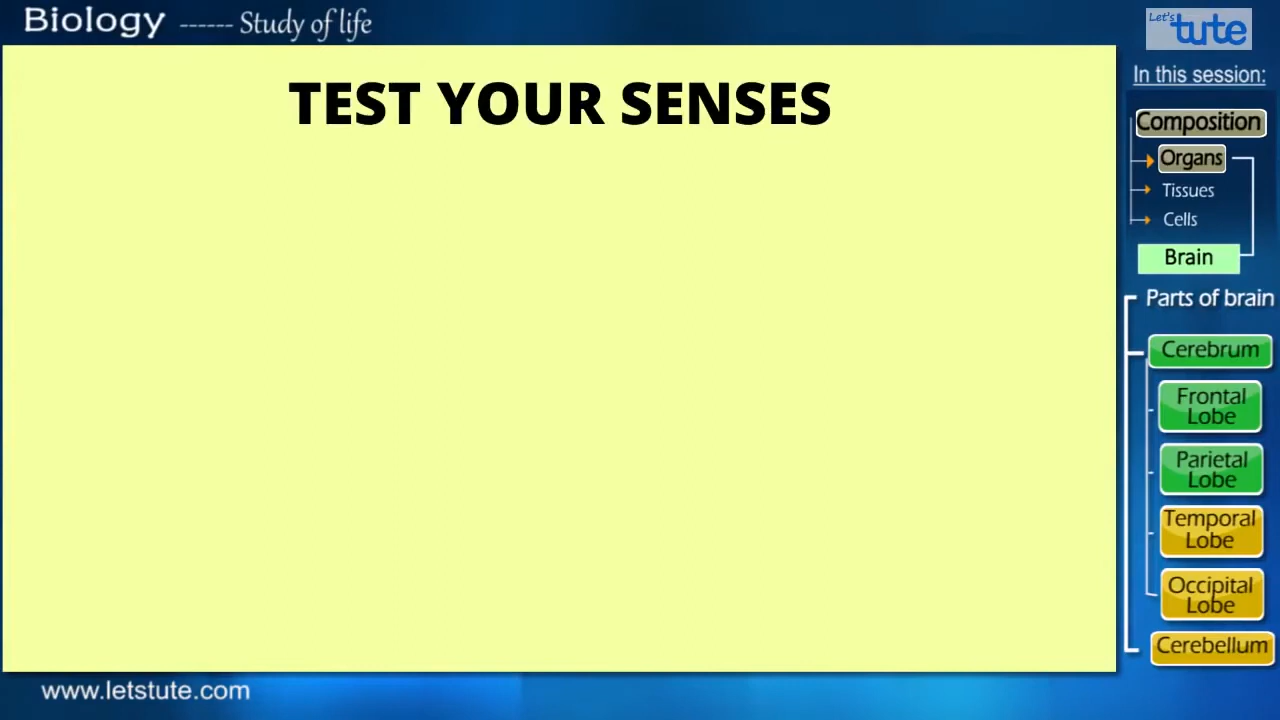 Biology ------ Study of life
Let's
tute
In this session:
TEST YOUR SENSES
Composition
Organs
Tissues
Cells
Brain
Parts of brain
Cerebrum
Frontal
Lobe
Parietal
Lobe
Temporal
Lobe
Occipital
Lobe
Cerebellum
www.letstute.com